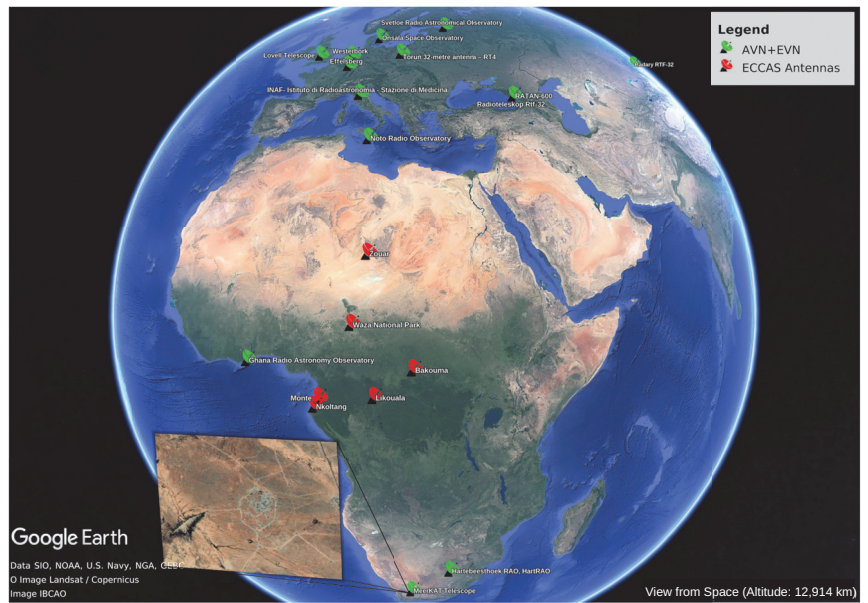 Legend
AVN+EVN
ECCAS Antennas
Svetloe Radio Astronomical Observatory
Onsala Space Observatory
Lovell Telescope
Westerbork
Effelsberg
Torun 32-metre antenna – RT4
Badary RTF-32
INAF- Istituto di Radioastronomia - Stazione di Medicina
RATAN-600
Radioteleskop Rtf-32
Noto Radio Observatory
Zouar
Waza National Park
Ghana Radio Astronomy Observatory
Bakouma
Monte
Likouala
Nkoltang
Hartebeesthoek RAO, HartRAO
MeerKAT Telescope
Google Earth
Data SIO, NOAA, U.S. Navy, NGA, GEBC
O Image Landsat / Copernicus
Image IBCAO
View from Space (Altitude: 12,914 km)